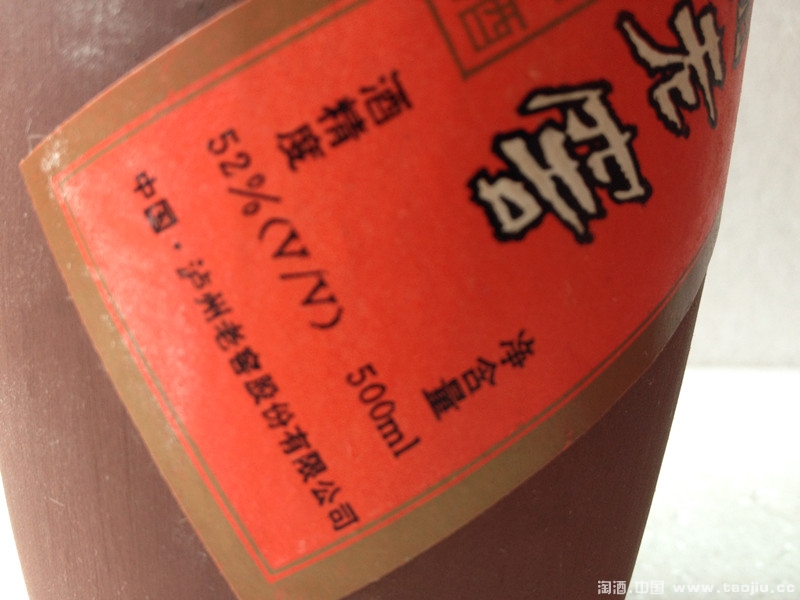 酒
老窖
酒精度
52%(V/V)
净含量
500ml
中国·泸州老窖股份有限公司
淘酒.中国 www.taojiu.cc